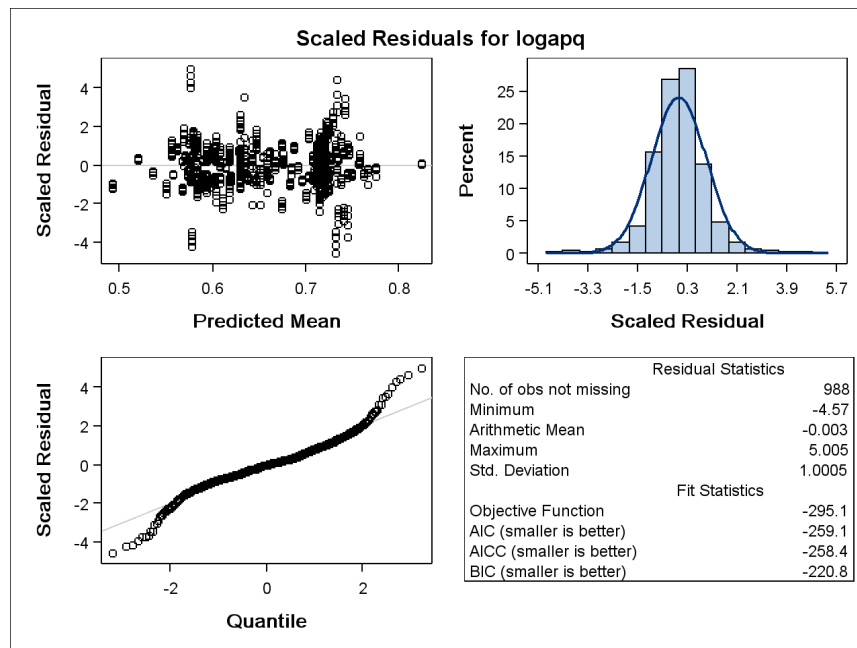 Scaled Residuals for logapq
Scaled Residual
4
2
0
-2
-4
0.5 0.6 0.7 0.8
Predicted Mean
Percent
25
20
15
10
5
0
-5.1 -3.3 -1.5 0.3 2.1 3.9 5.7
Scaled Residual
Scaled Residual
4
2
0
-2
-4
-2 0 2
Quantile
Residual Statistics
No. of obs not missing 988
Minimum -4.57
Arithmetic Mean -0.003
Maximum 5.005
Std. Deviation 1.0005
Fit Statistics
Objective Function -295.1
AIC (smaller is better) -259.1
AICC (smaller is better) -258.4
BIC (smaller is better) -220.8